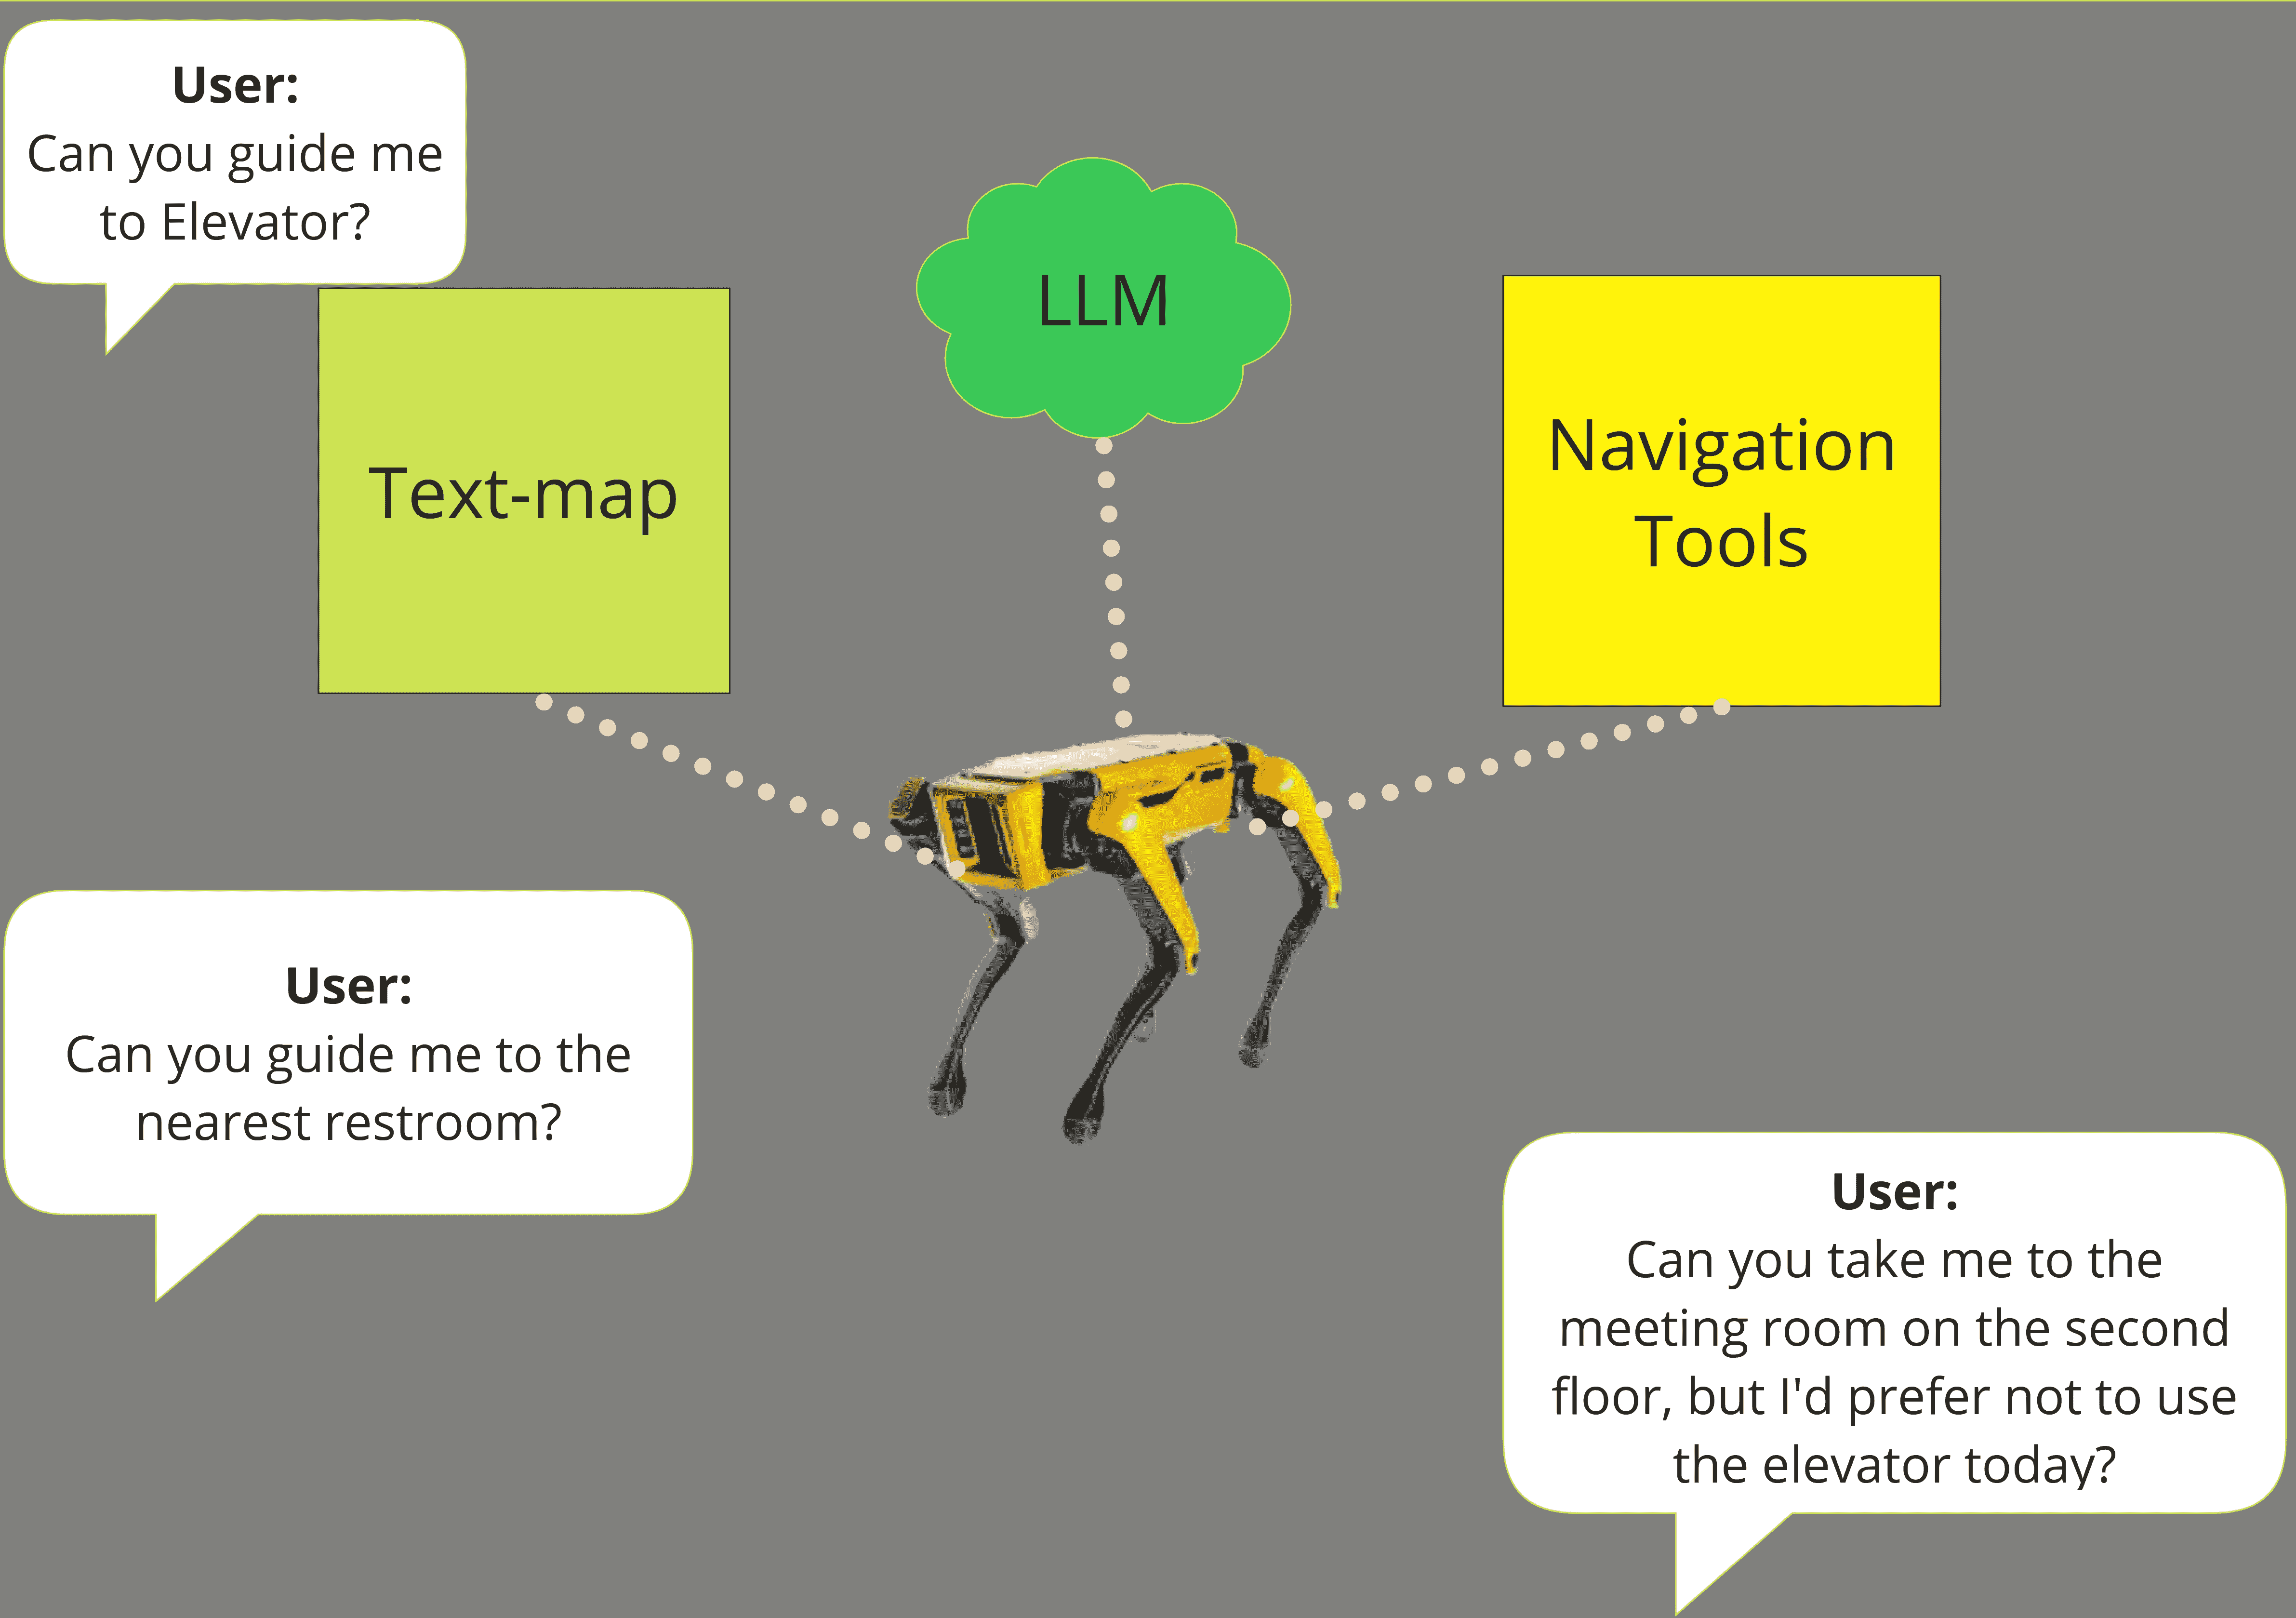 User:
Can you guide me
to Elevator?
LLM
Text-map
Navigation
Tools
User:
Can you guide me to the
nearest restroom?
User:
Can you take me to the
meeting room on the second
floor, but I'd prefer not to use
the elevator today?